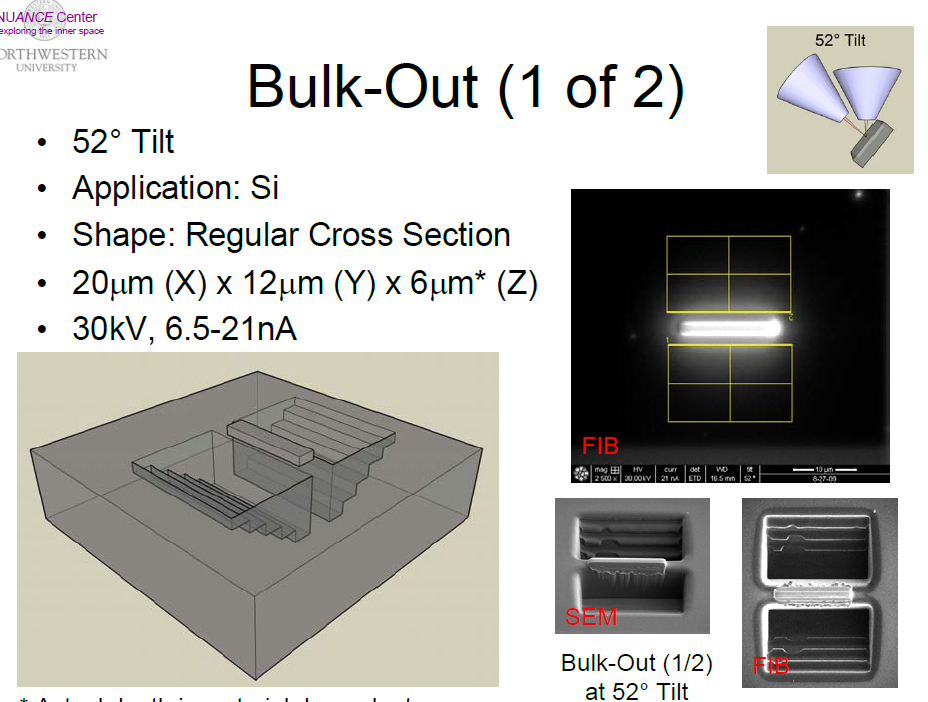 NUANCE Center
exploring the inner space
NORTHWESTERN
UNIVERSITY
52° Tilt
Bulk-Out (1 of 2)
• 52° Tilt
• Application: Si
• Shape: Regular Cross Section
• 20μm (X) x 12μm (Y) x 6μm* (Z)
• 30kV, 6.5-21nA
2
1
FIB
mag HV curr det WD tilt 10 μm
2 500 x 30.00 kV 21 nA ETD 16.5 mm 52 ° 8-27-09
SEM
FIB
Bulk-Out (1/2)
at 52° Tilt